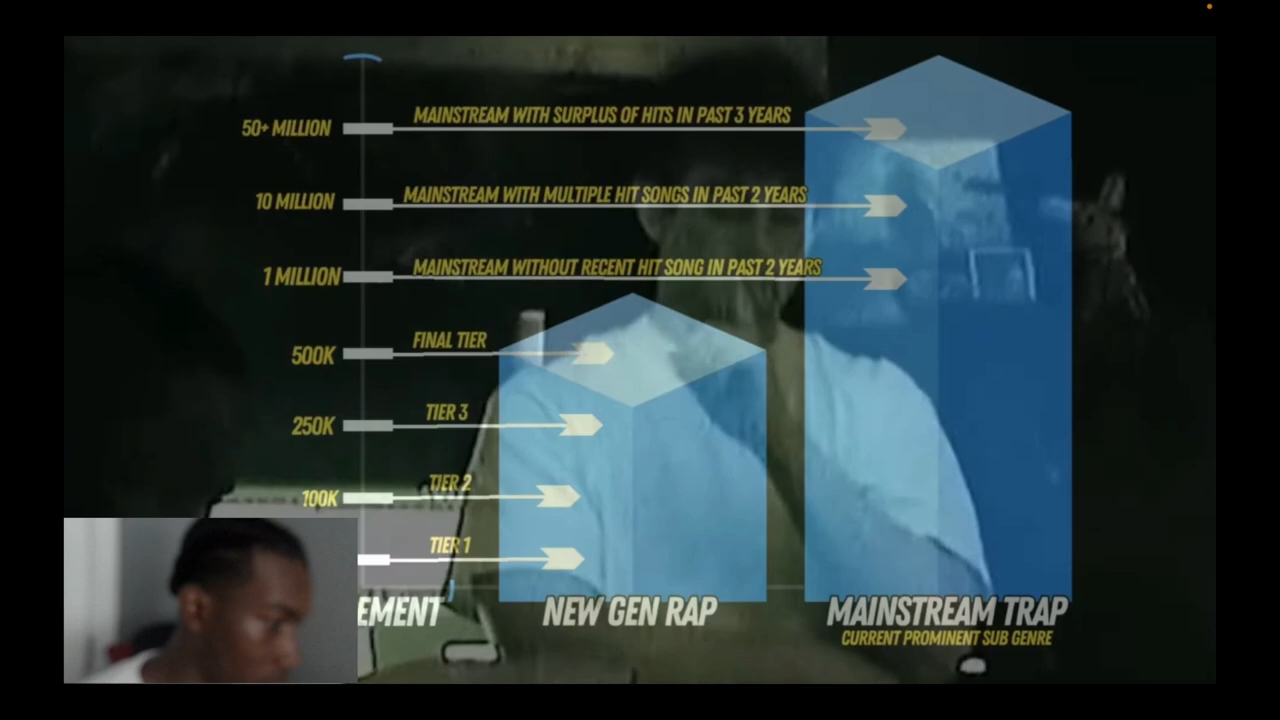 50+ MILLION
MAINSTREAM WITH SURPLUS OF HITS IN PAST 3 YEARS
10 MILLION
MAINSTREAM WITH MULTIPLE HIT SONGS IN PAST 2 YEARS
1 MILLION
MAINSTREAM WITHOUT RECENT HIT SONG IN PAST 2 YEARS
500K
FINAL TIER
250K
TIER 3
100K
TIER 2
TIER 1
EMENT
NEW GEN RAP
MAINSTREAM TRAP
CURRENT PROMINENT SUB GENRE